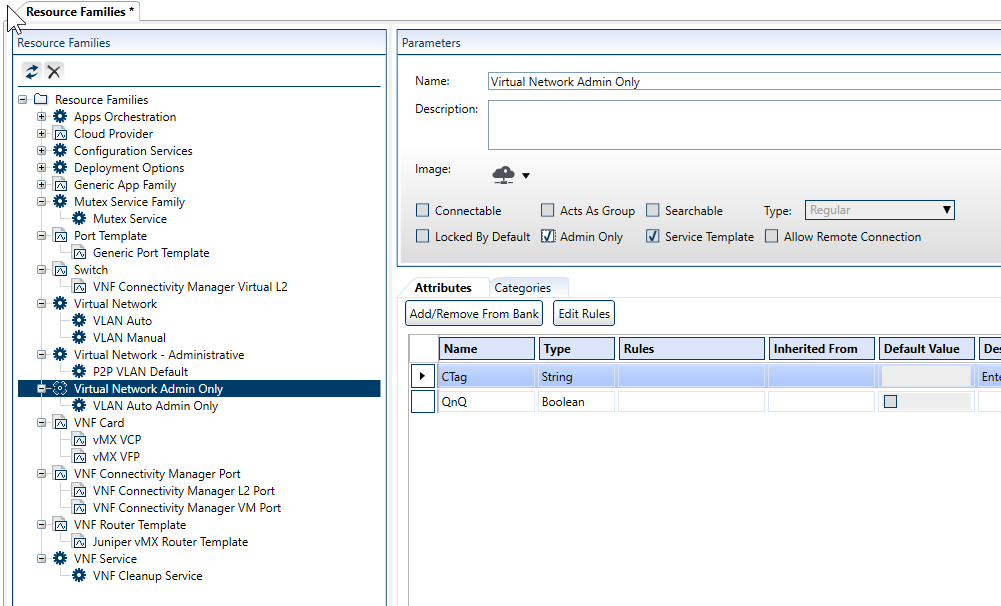 Resource Families *
Resource Families
Resource Families
Apps Orchestration
Cloud Provider
Configuration Services
Deployment Options
Generic App Family
Mutex Service Family
Mutex Service
Port Template
Generic Port Template
Switch
VNF Connectivity Manager Virtual L2
Virtual Network
VLAN Auto
VLAN Manual
Virtual Network - Administrative
P2P VLAN Default
Virtual Network Admin Only
VLAN Auto Admin Only
VNF Card
vMX VCP
vMX VFP
VNF Connectivity Manager Port
VNF Connectivity Manager L2 Port
VNF Connectivity Manager VM Port
VNF Router Template
Juniper vMX Router Template
VNF Service
VNF Cleanup Service
Parameters
Name: Virtual Network Admin Only
Description:
Image:
Connectable Acts As Group Searchable Type: Regular
Locked By Default Admin Only Service Template Allow Remote Connection
Attributes Categories
Add/Remove From Bank Edit Rules
Name Type Rules Inherited From Default Value Des
CTag String Ente
QnQ Boolean